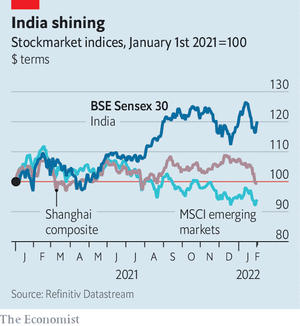 India shining
Stockmarket indices, January 1st 2021=100
$ terms
130
BSE Sensex 30
India
120
110
100
90
80
Shanghai
composite
MSCI emerging
markets
J F M A M J J A S O N D J F
2021 2022
Source: Refinitiv Datastream
The Economist